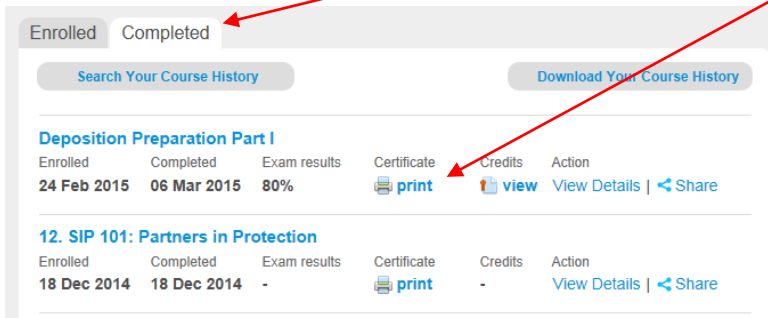 Enrolled Completed
Search Your Course History Download Your Course History
Deposition Preparation Part I
Enrolled Completed Exam results Certificate Credits Action
24 Feb 2015 06 Mar 2015 80% print view View Details | Share
12. SIP 101: Partners in Protection
Enrolled Completed Exam results Certificate Credits Action
18 Dec 2014 18 Dec 2014 - print - View Details | Share